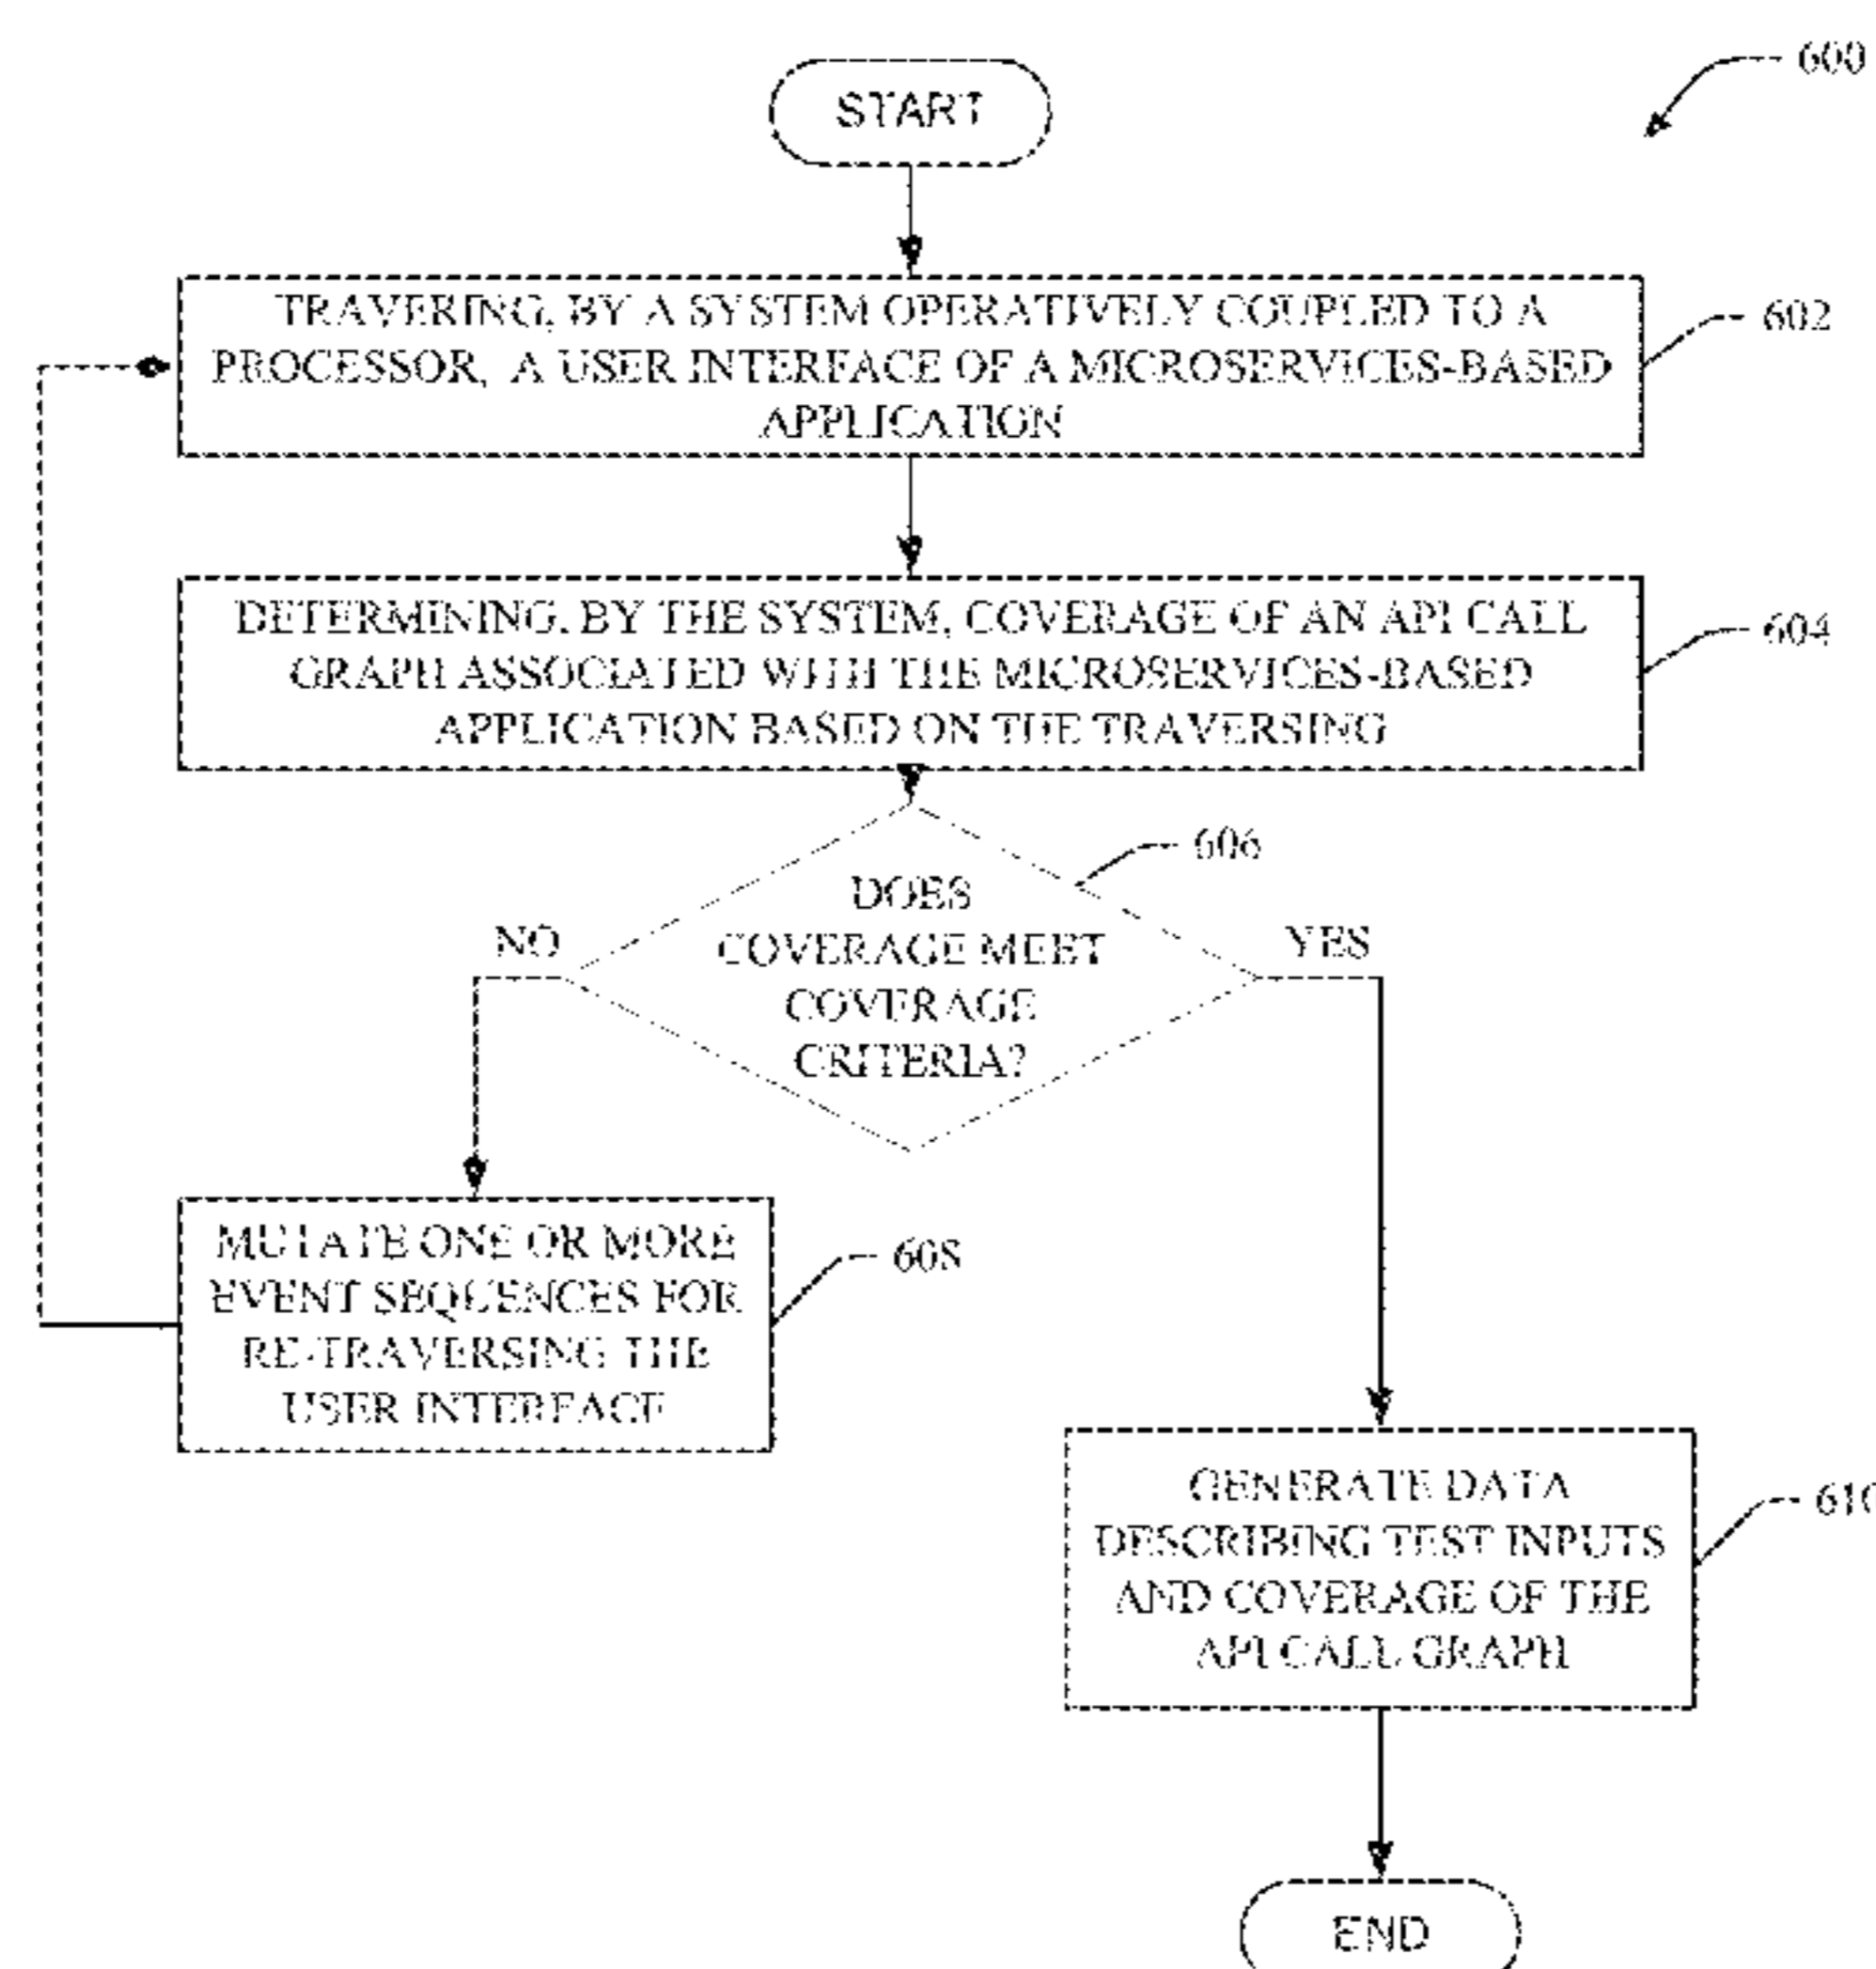 600
START
TRAVERING, BY A SYSTEM OPERATIVELY COUPLED TO A
PROCESSOR, A USER INTERFACE OF A MICROSERVICES-BASED
APPLICATION
602
DETERMINING, BY THE SYSTEM, COVERAGE OF AN API CALL
GRAPH ASSOCIATED WITH THE MICROSERVICES-BASED
APPLICATION BASED ON THE TRAVERSING
604
606
DOES
COVERAGE MEET
COVERAGE
CRITERIA?
NO
YES
MUTATE ONE OR MORE
EVENT SEQUENCES FOR
RE-TRAVERSING THE
USER INTERFACE
608
GENERATE DATA
DESCRIBING TEST INPUTS
AND COVERAGE OF THE
API CALL GRAPH
610
END